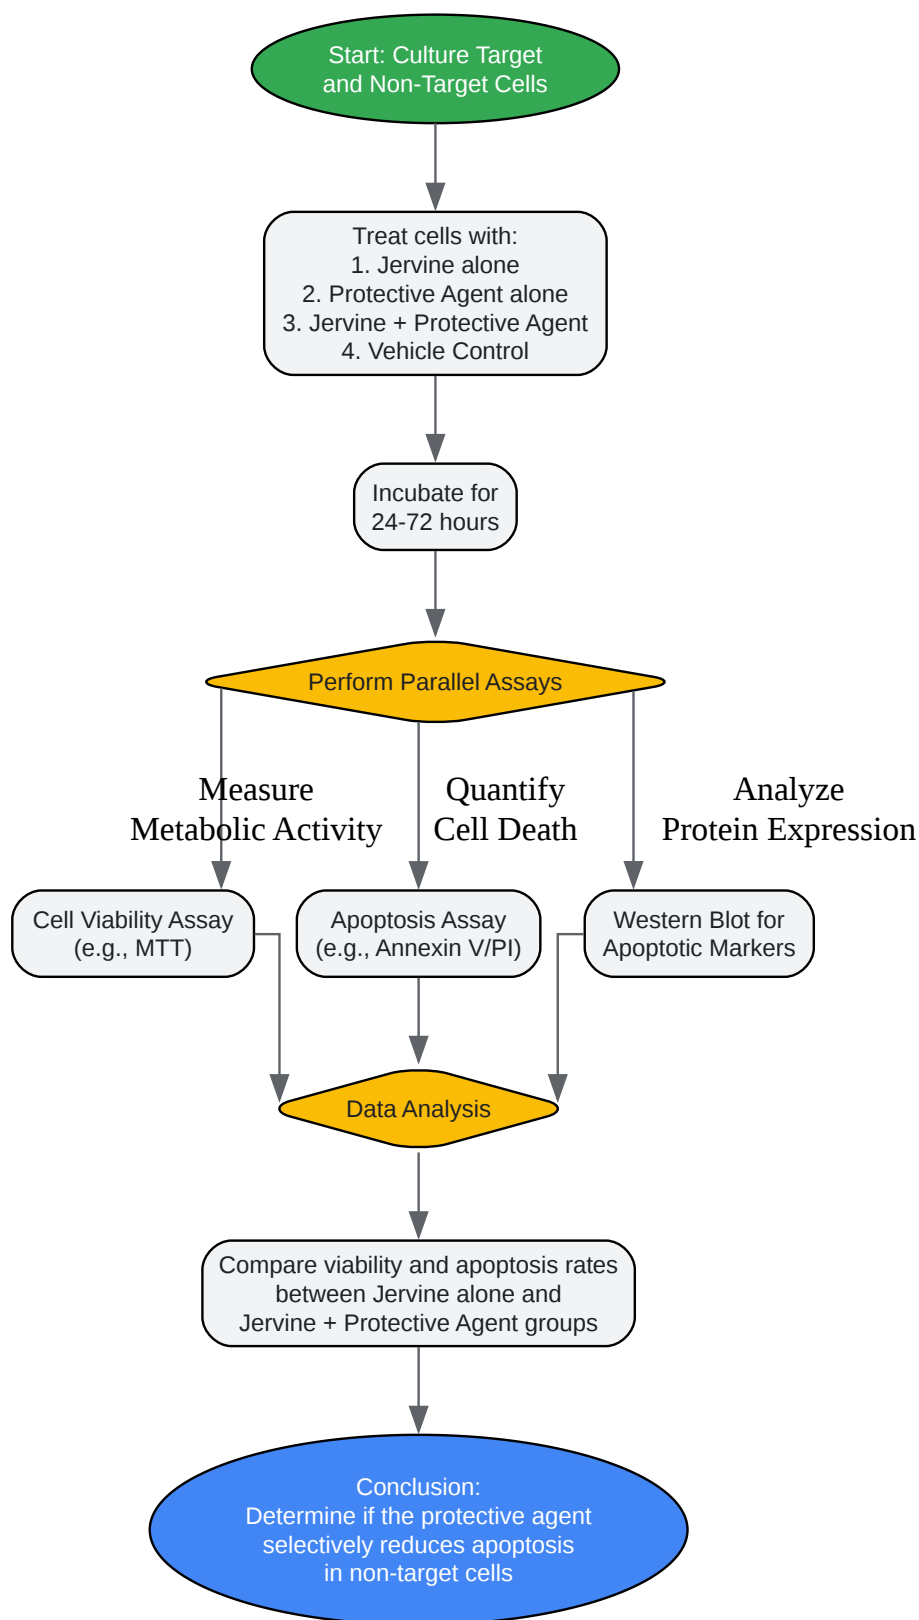 Start: Culture Target
and Non-Target Cells
Treat cells with:
1. Jervine alone
2. Protective Agent alone
3. Jervine + Protective Agent
4. Vehicle Control
Incubate for
24-72 hours
Perform Parallel Assays
Measure
Metabolic Activity
Quantify
Cell Death
Analyze
Protein Expression
Cell Viability Assay
(e.g., MTT)
Apoptosis Assay
(e.g., Annexin V/PI)
Western Blot for
Apoptotic Markers
Data Analysis
Compare viability and apoptosis rates
between Jervine alone and
Jervine + Protective Agent groups
Conclusion:
Determine if the protective agent
selectively reduces apoptosis
in non-target cells